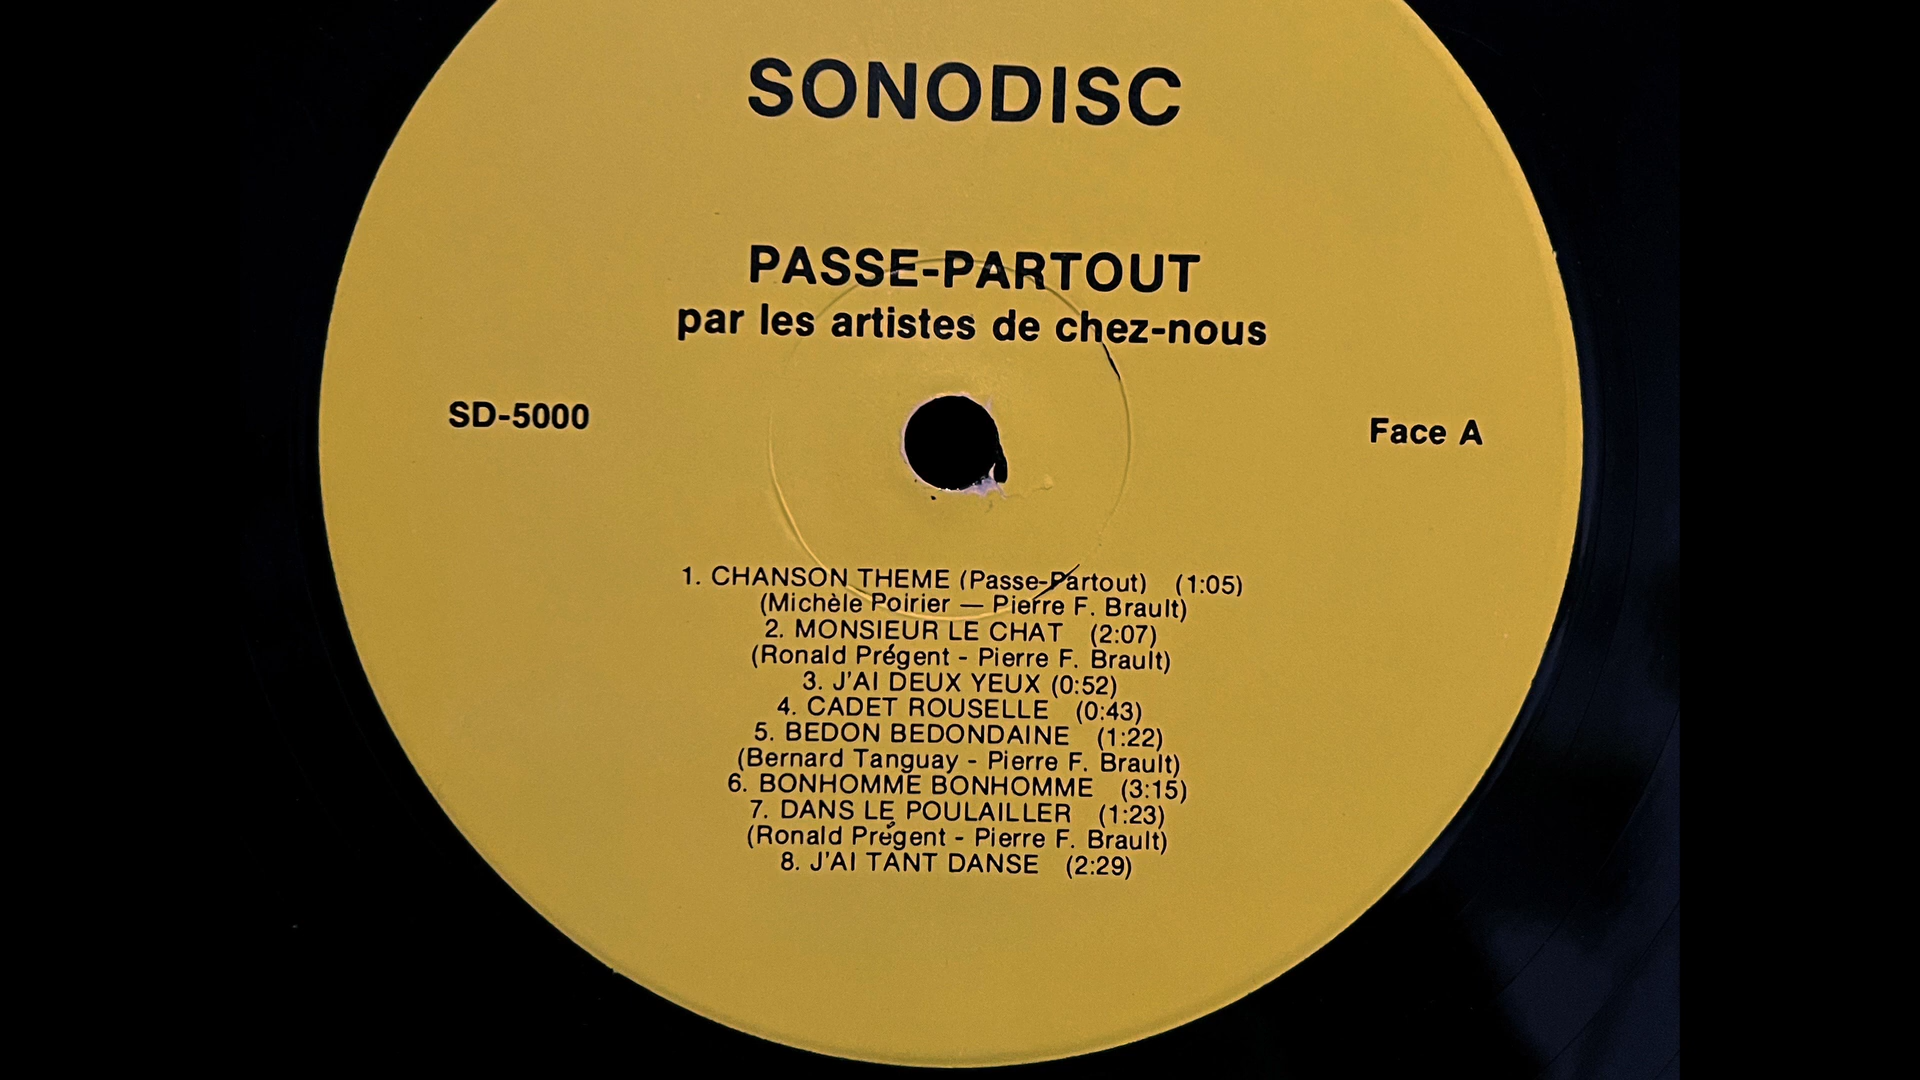 SONODISC
PASSE-PARTOUT
par les artistes de chez-nous
SD-5000
Face A
1. CHANSON THEME (Passe-Partout) (1:05)
(Michèle Poirier — Pierre F. Brault)
2. MONSIEUR LE CHAT (2:07)
(Ronald Prégent - Pierre F. Brault)
3. J'AI DEUX YEUX (0:52)
4. CADET ROUSELLE (0:43)
5. BEDON BEDONDAINE (1:22)
(Bernard Tanguay - Pierre F. Brault)
6. BONHOMME BONHOMME (3:15)
7. DANS LE POULAILLER (1:23)
(Ronald Prégent - Pierre F. Brault)
8. J'AI TANT DANSE (2:29)